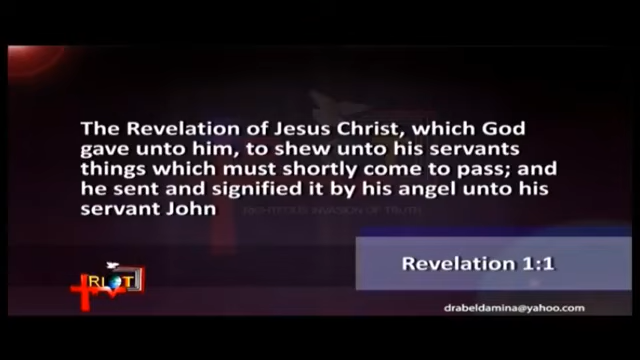 The Revelation of Jesus Christ, which God
gave unto him, to shew unto his servants
things which must shortly come to pass; and
he sent and signified it by his angel unto his
servant John
RIGHTEOUS INVASION OF TRUTH
Revelation 1:1
RIOT
TV
drabeldamina@yahoo.com